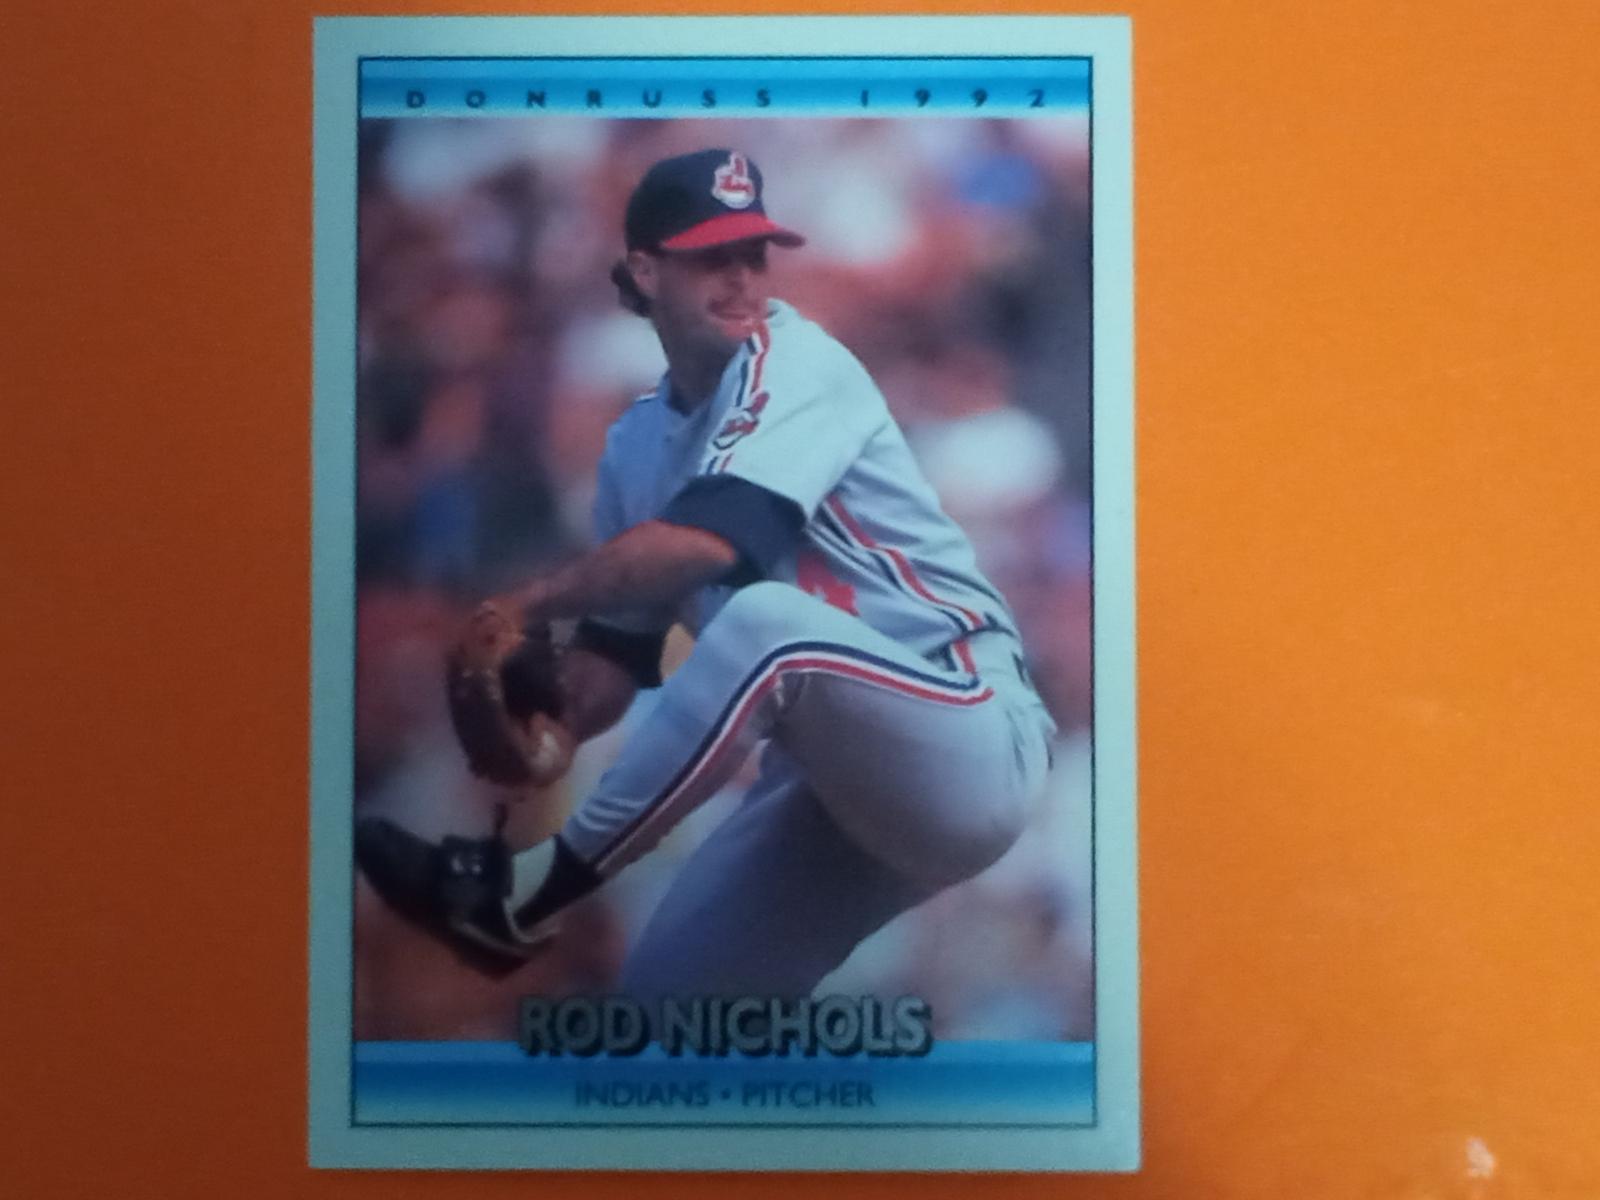 DONRUSS 1992
ROD NICHOLS
INDIANS • PITCHER